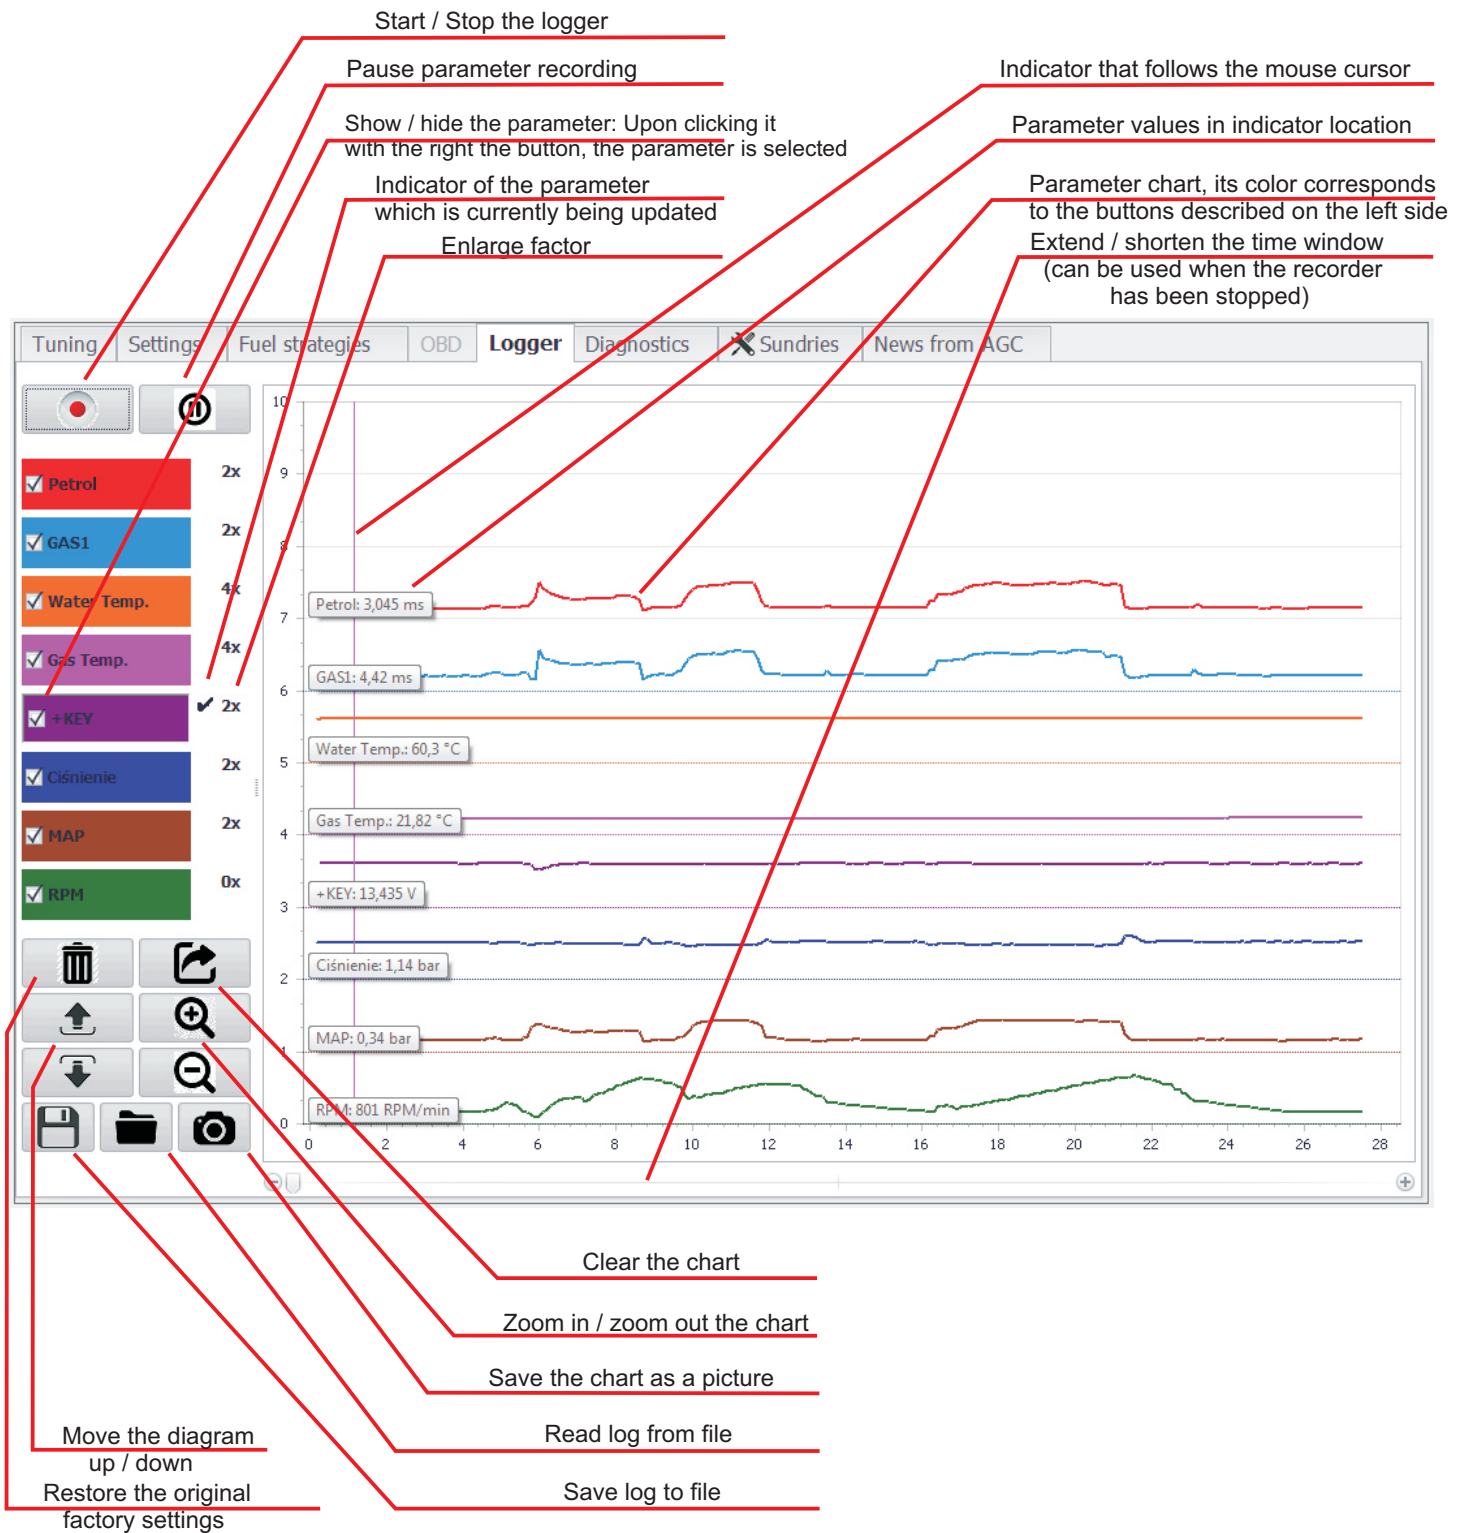 Start / Stop the logger
Pause parameter recording
Show / hide the parameter: Upon clicking it
with the right the button, the parameter is selected
Indicator of the parameter
which is currently being updated
Enlarge factor
Indicator that follows the mouse cursor
Parameter values in indicator location
Parameter chart, its color corresponds
to the buttons described on the left side
Extend / shorten the time window
(can be used when the recorder
has been stopped)
Tuning Settings Fuel strategies OBD Logger Diagnostics Sundries News from AGC
Petrol 2x
GAS1 2x
Water Temp. 4x
Gas Temp. 4x
+KEY 2x
Ciśnienie 2x
MAP 2x
RPM 0x
10
9
8
7
6
5
4
3
2
1
0
Petrol: 3,045 ms
GAS1: 4,42 ms
Water Temp.: 60,3 °C
Gas Temp.: 21,82 °C
+KEY: 13,435 V
Ciśnienie: 1,14 bar
MAP: 0,34 bar
RPM: 801 RPM/min
0 2 4 6 8 10 12 14 16 18 20 22 24 26 28
Clear the chart
Zoom in / zoom out the chart
Save the chart as a picture
Read log from file
Save log to file
Move the diagram
up / down
Restore the original
factory settings